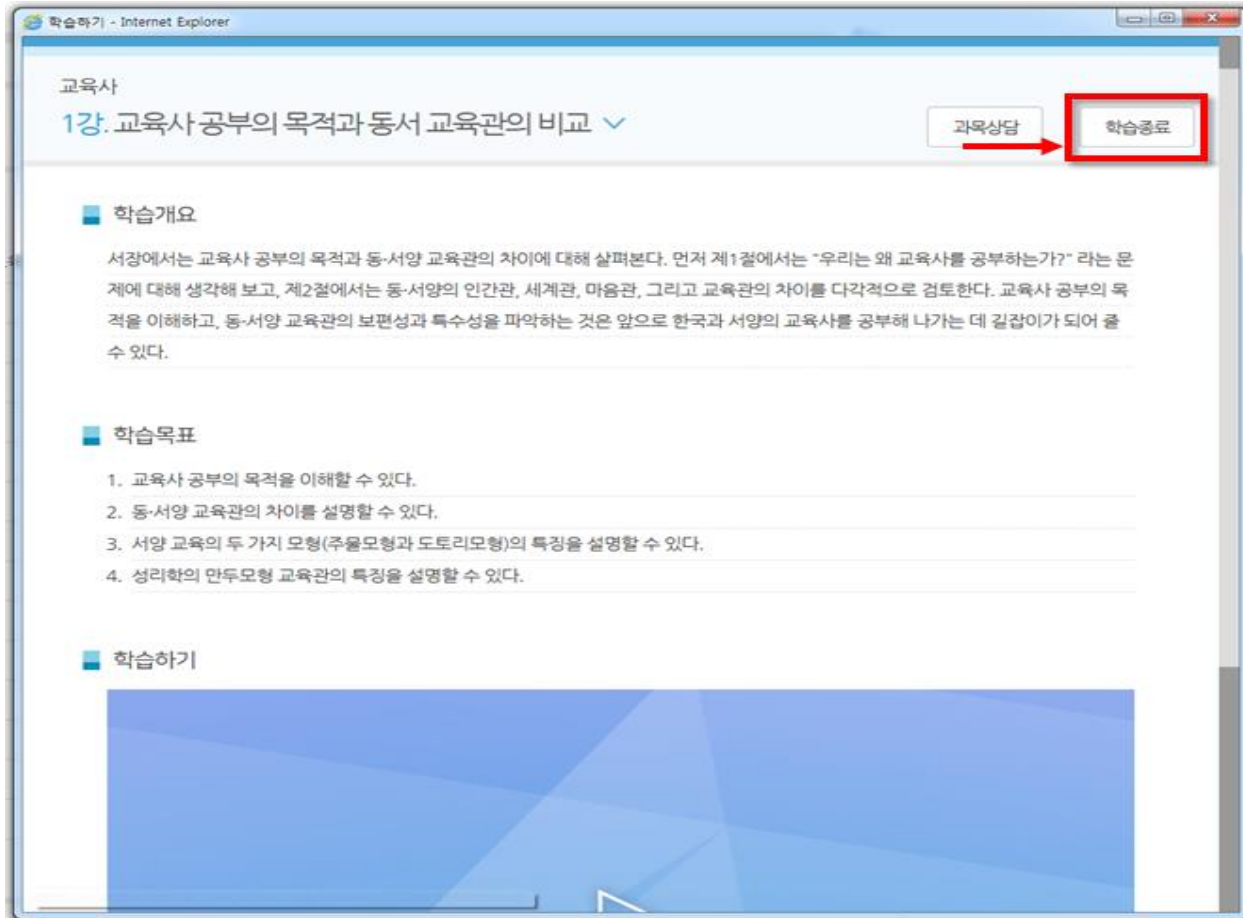 학습하기 - Internet Explorer
교육사
1강. 교육사 공부의 목적과 동서 교육관의 비교
과목상담
학습종료
학습개요
서장에서는 교육사 공부의 목적과 동·서양 교육관의 차이에 대해 살펴본다. 먼저 제1절에서는 "우리는 왜 교육사를 공부하는가?" 라는 문
제에 대해 생각해 보고, 제2절에서는 동·서양의 인간관, 세계관, 마음관, 그리고 교육관의 차이를 다각적으로 검토한다. 교육사 공부의 목
적을 이해하고, 동·서양 교육관의 보편성과 특수성을 파악하는 것은 앞으로 한국과 서양의 교육사를 공부해 나가는 데 길잡이가 되어 줄
수 있다.
학습목표
1. 교육사 공부의 목적을 이해할 수 있다.
2. 동·서양 교육관의 차이를 설명할 수 있다.
3. 서양 교육의 두 가지 모형(주물모형과 도토리모형)의 특징을 설명할 수 있다.
4. 성리학의 만두모형 교육관의 특징을 설명할 수 있다.
학습하기